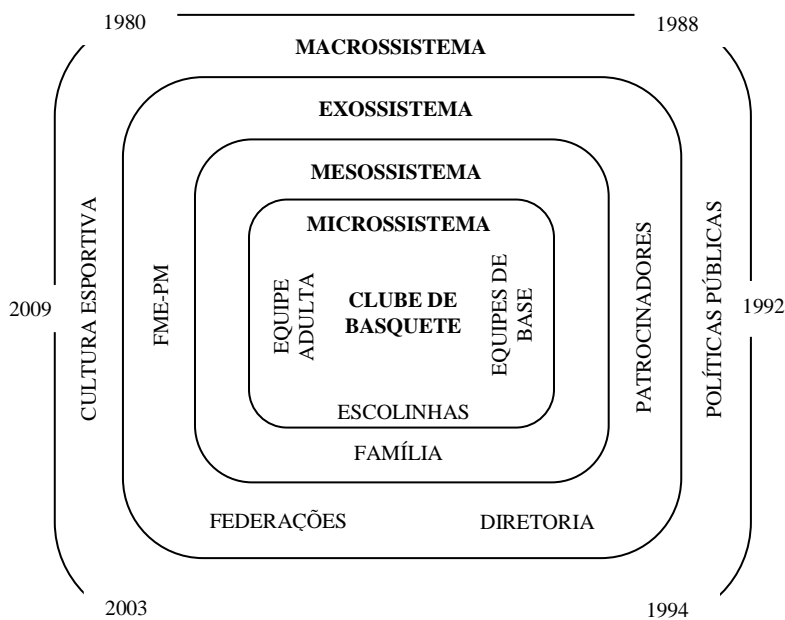 1980
1988
MACROSSISTEMA
EXOSSISTEMA
MESOSSISTEMA
MICROSSISTEMA
CULTURA ESPORTIVA
FME-PM
EQUIPE
ADULTA
CLUBE DE
BASQUETE
EQUIPES DE
BASE
PATROCINADORES
POLÍTICAS PÚBLICAS
2009
1992
ESCOLINHAS
FAMÍLIA
FEDERAÇÕES
DIRETORIA
2003
1994